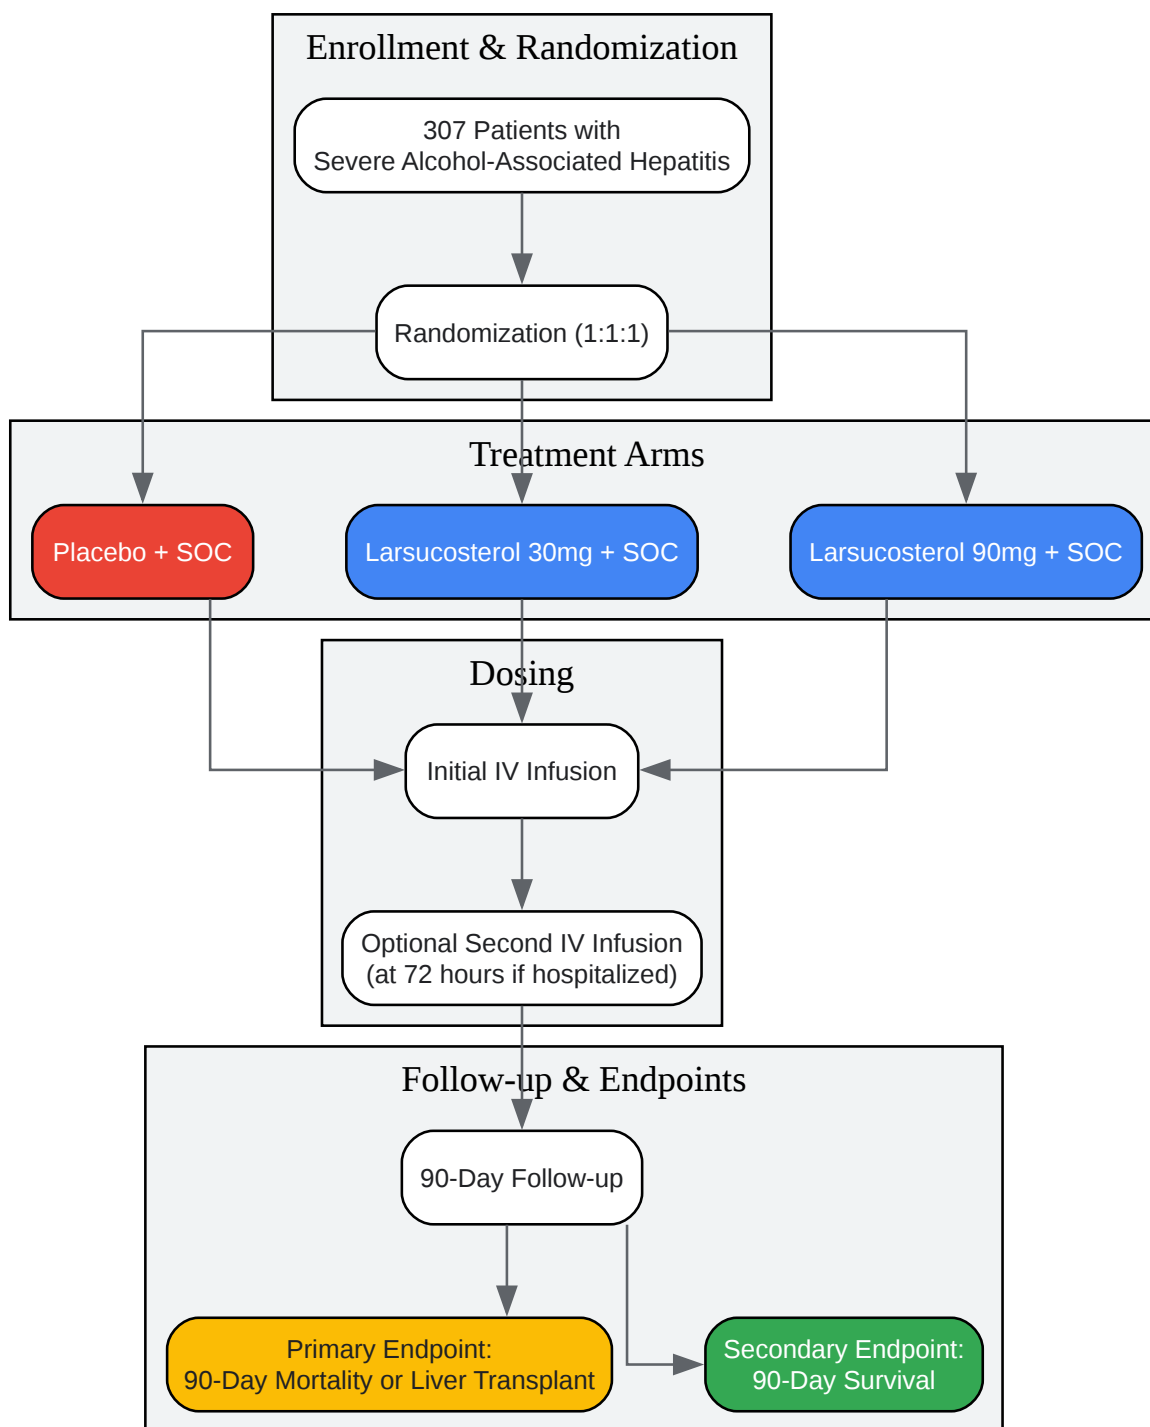 Enrollment & Randomization
307 Patients with
Severe Alcohol-Associated Hepatitis
Randomization (1:1:1)
Treatment Arms
Placebo + SOC
Larsucosterol 30mg + SOC
Larsucosterol 90mg + SOC
Dosing
Initial IV Infusion
Optional Second IV Infusion
(at 72 hours if hospitalized)
Follow-up & Endpoints
90-Day Follow-up
Primary Endpoint:
90-Day Mortality or Liver Transplant
Secondary Endpoint:
90-Day Survival